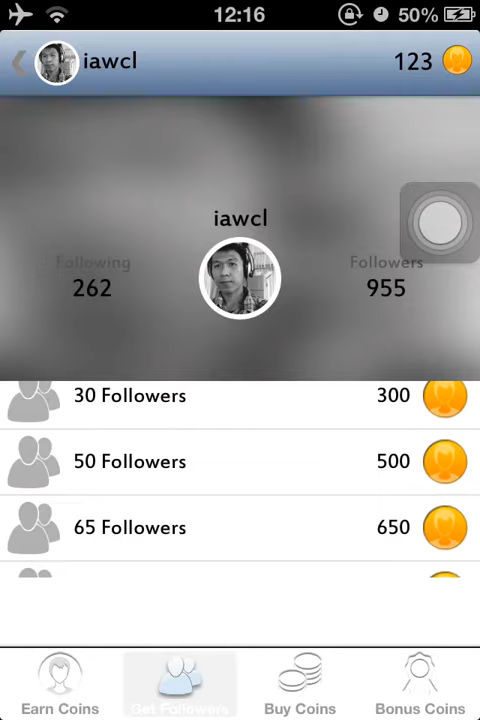 12:16 50%
iawcl 123
iawcl
Following Followers
262 955
30 Followers 300
50 Followers 500
65 Followers 650
Earn Coins Get Followers Buy Coins Bonus Coins